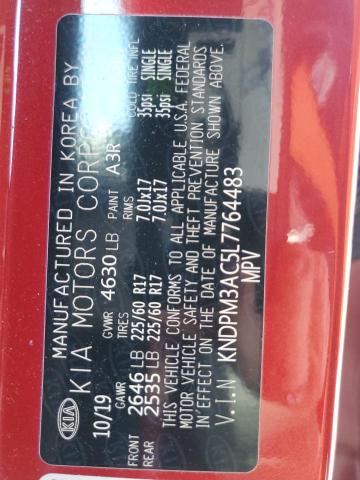 MANUFACTURED IN KOREA BY
KIA MOTORS CORP
KIA
10/19 GVWR 4630 LB PAINT A3R
GAWR TIRES RIMS COLD TIRE INFL
FRONT 2646 LB 225/60 R17 7.0Jx17 35psi SINGLE
REAR 2535 LB 225/60 R17 7.0Jx17 35psi SINGLE
THIS VEHICLE CONFORMS TO ALL APPLICABLE U.S.A. FEDERAL
MOTOR VEHICLE SAFETY AND THEFT PREVENTION STANDARDS
IN EFFECT ON THE DATE OF MANUFACTURE SHOWN ABOVE.
V.I.N KNDPM3AC5L7764483
MPV